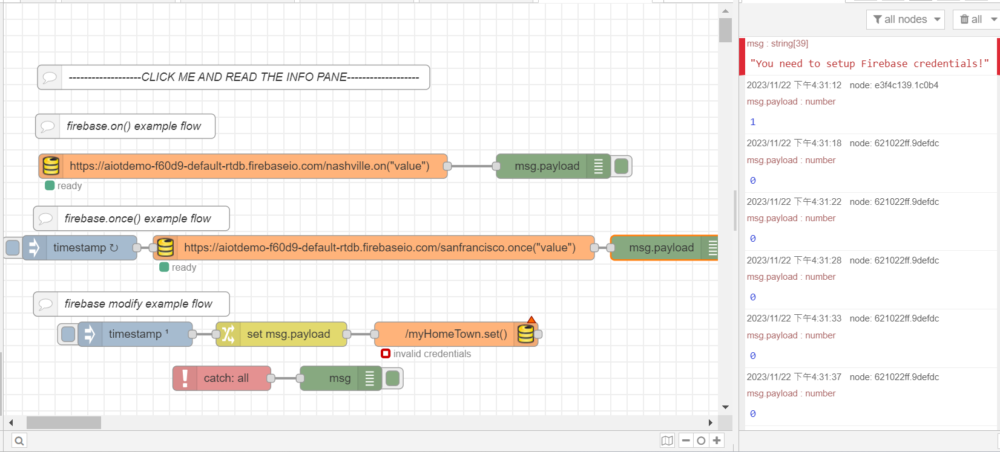 all nodes
all
-------------------CLICK ME AND READ THE INFO PANE-------------------
firebase.on() example flow
https://aiotdemo-f60d9-default-rtdb.firebaseio.com/nashville.on("value")
msg.payload
ready
firebase.once() example flow
timestamp ↻
https://aiotdemo-f60d9-default-rtdb.firebaseio.com/sanfrancisco.once("value")
msg.payload
ready
firebase modify example flow
timestamp ¹
set msg.payload
/myHomeTown.set()
invalid credentials
catch: all
msg
msg : string[39]
"You need to setup Firebase credentials!"
2023/11/22 下午4:31:12 node: e3f4c139.1c0b4
msg.payload : number
1
2023/11/22 下午4:31:18 node: 621022ff.9defdc
msg.payload : number
0
2023/11/22 下午4:31:22 node: 621022ff.9defdc
msg.payload : number
0
2023/11/22 下午4:31:28 node: 621022ff.9defdc
msg.payload : number
0
2023/11/22 下午4:31:33 node: 621022ff.9defdc
msg.payload : number
0
2023/11/22 下午4:31:37 node: 621022ff.9defdc
msg.payload : number
0